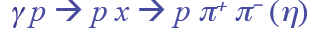 γ p → p x → p π⁺ π⁻ (η)